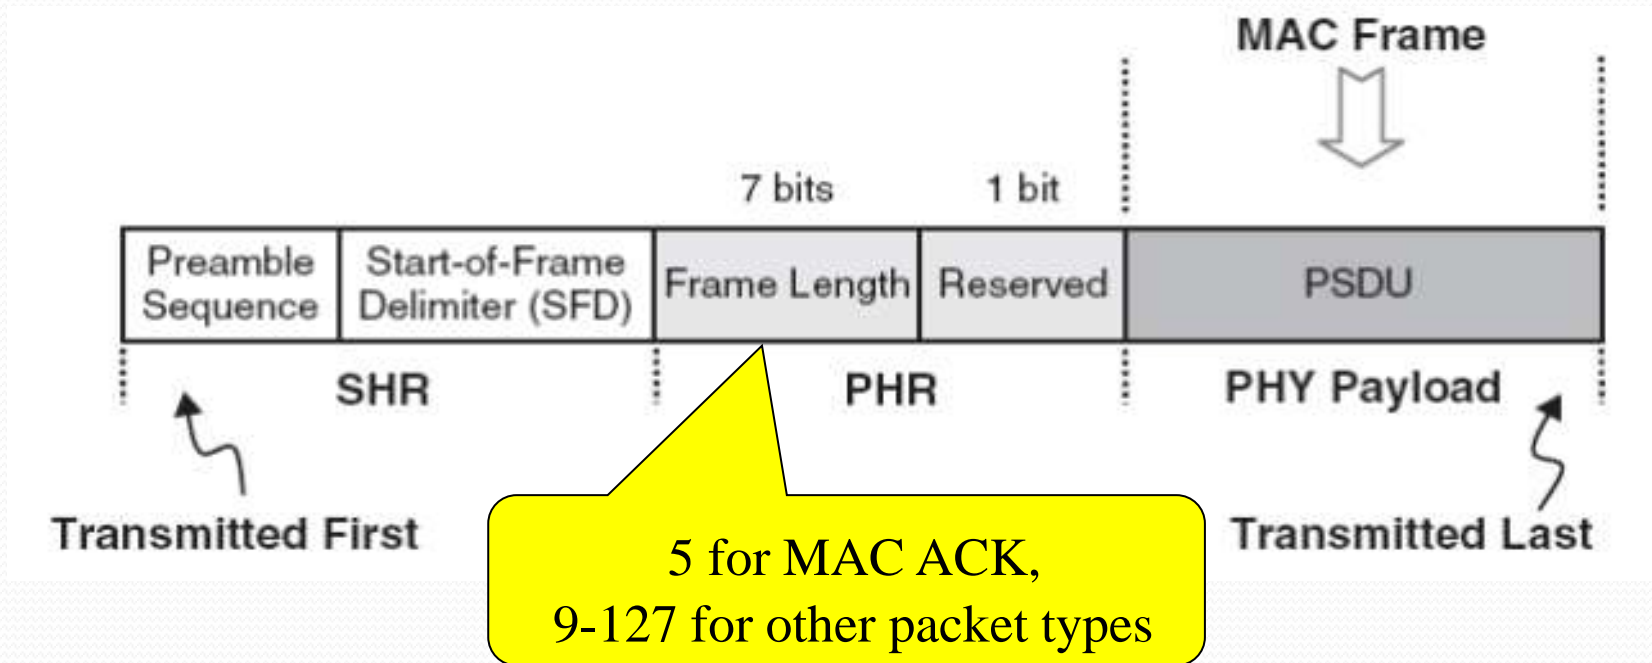 MAC Frame
7 bits
1 bit
Preamble
Sequence
Start-of-Frame
Delimiter (SFD)
Frame Length
Reserved
PSDU
SHR
PHR
PHY Payload
Transmitted First
Transmitted Last
5 for MAC ACK,
9-127 for other packet types